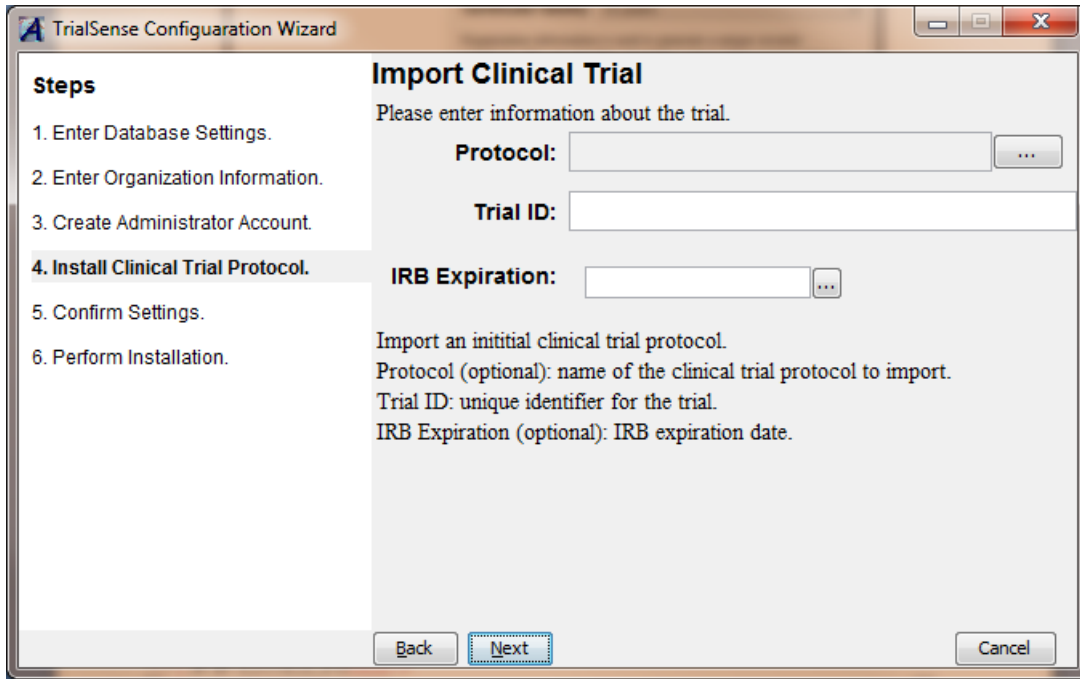 TrialSense Configuaration Wizard
Steps
1. Enter Database Settings.
2. Enter Organization Information.
3. Create Administrator Account.
4. Install Clinical Trial Protocol.
5. Confirm Settings.
6. Perform Installation.
Import Clinical Trial
Please enter information about the trial.
Protocol:
...
Trial ID:
IRB Expiration:
...
Import an inititial clinical trial protocol.
Protocol (optional): name of the clinical trial protocol to import.
Trial ID: unique identifier for the trial.
IRB Expiration (optional): IRB expiration date.
Back Next Cancel